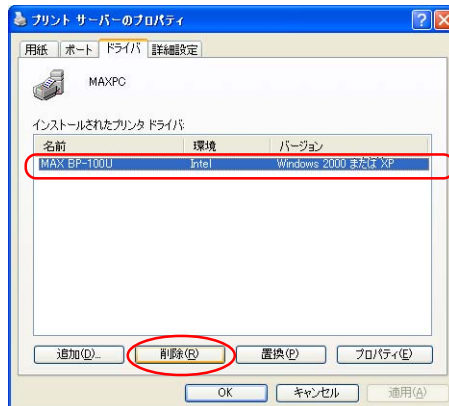 プリント サーバーのプロパティ
用紙 ポート ドライバ 詳細設定
MAXPC
インストールされたプリンタ ドライバ:
名前 環境 バージョン
MAX BP-100U Intel Windows 2000 または XP
追加(D)... 削除(R) 置換(P) プロパティ(E)
OK キャンセル 適用(A)